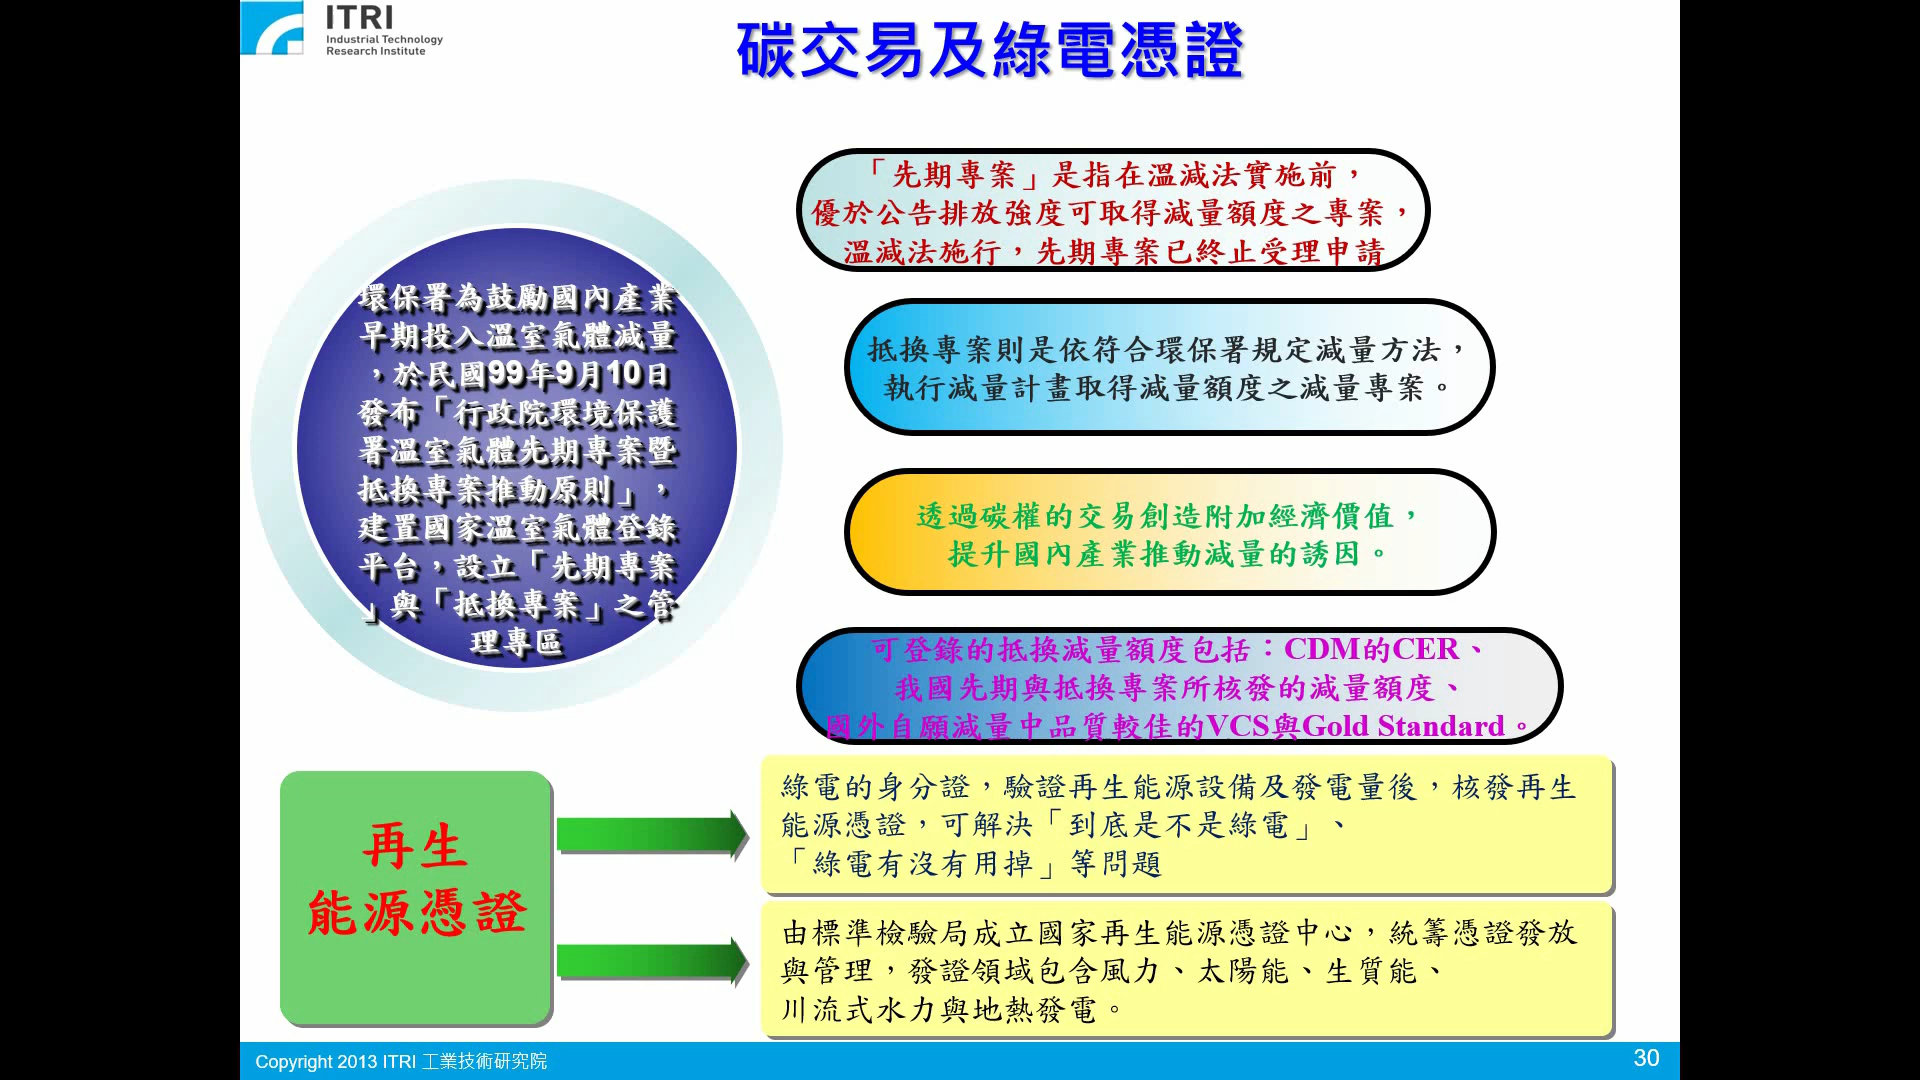 ITRI
Industrial Technology
Research Institute
碳交易及綠電憑證
環保署為鼓勵國內產業
早期投入溫室氣體減量
，於民國99年9月10日
發布「行政院環境保護
署溫室氣體先期專案暨
抵換專案推動原則」，
建置國家溫室氣體登錄
平台，設立「先期專案
」與「抵換專案」之管
理專區
「先期專案」是指在溫減法實施前，
優於公告排放強度可取得減量額度之專案，
溫減法施行，先期專案已終止受理申請
抵換專案則是依符合環保署規定減量方法，
執行減量計畫取得減量額度之減量專案。
透過碳權的交易創造附加經濟價值，
提升國內產業推動減量的誘因。
可登錄的抵換減量額度包括：CDM的CER、
我國先期與抵換專案所核發的減量額度、
國外自願減量中品質較佳的VCS與Gold Standard。
再生
能源憑證
綠電的身分證，驗證再生能源設備及發電量後，核發再生
能源憑證，可解決「到底是不是綠電」、
「綠電有沒有用掉」等問題
由標準檢驗局成立國家再生能源憑證中心，統籌憑證發放
與管理，發證領域包含風力、太陽能、生質能、
川流式水力與地熱發電。
Copyright 2013 ITRI 工業技術研究院
30